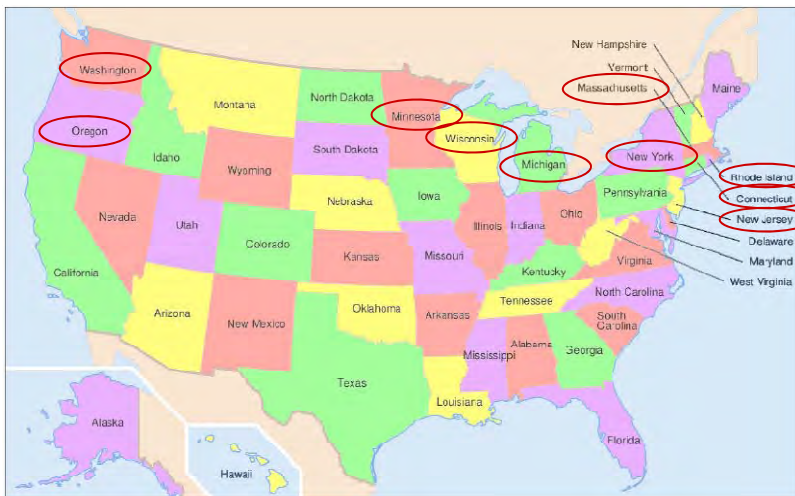 New Hampshire
Vermont
Massachusetts
Washington
Montana
North Dakota
Minnesota
Maine
Oregon
Idaho
Wyoming
South Dakota
Wisconsin
Michigan
New York
Rhode Island
Connecticut
New Jersey
Delaware
Maryland
West Virginia
Nevada
Utah
Colorado
Nebraska
Iowa
Illinois
Indiana
Ohio
Pennsylvania
California
Kansas
Missouri
Kentucky
Virginia
Arizona
New Mexico
Oklahoma
Arkansas
Tennessee
North Carolina
South
Carolina
Texas
Louisiana
Mississippi
Alabama
Georgia
Florida
Alaska
Hawaii